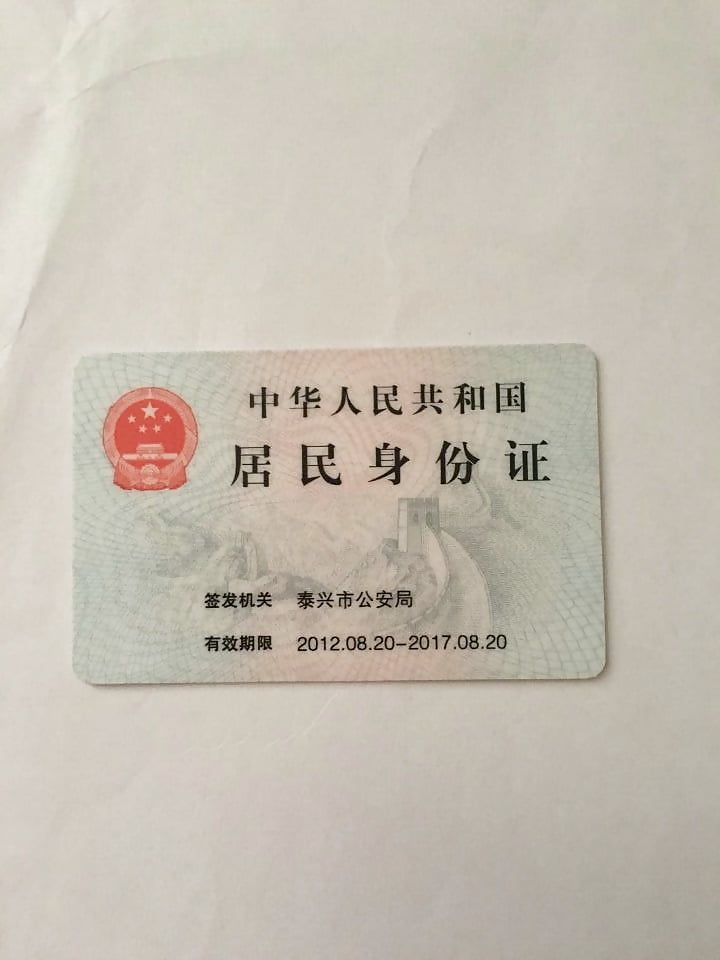 中华人民共和国
居民身份证
签发机关 泰兴市公安局
有效期限 2012.08.20-2017.08.20